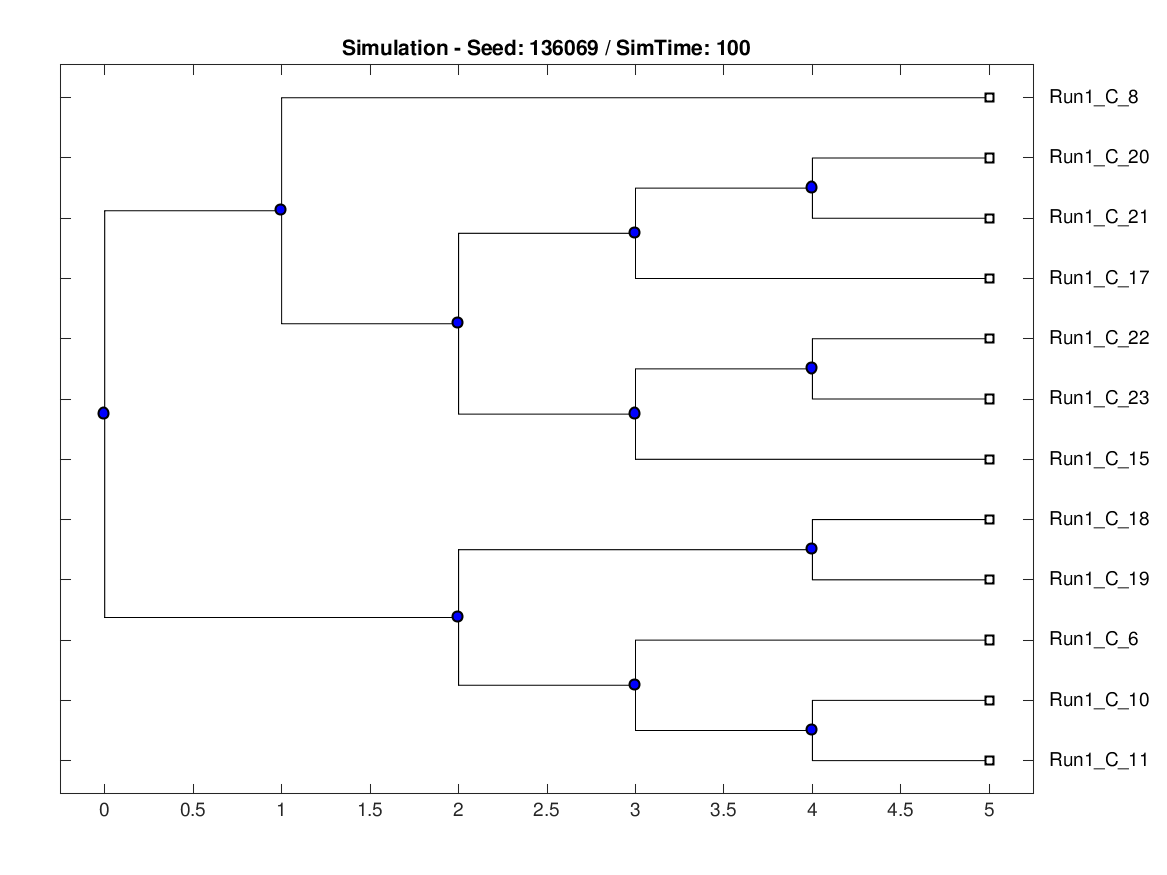 Simulation - Seed: 136069 / SimTime: 100
Run1_C_8
Run1_C_20
Run1_C_21
Run1_C_17
Run1_C_22
Run1_C_23
Run1_C_15
Run1_C_18
Run1_C_19
Run1_C_6
Run1_C_10
Run1_C_11
0 0.5 1 1.5 2 2.5 3 3.5 4 4.5 5